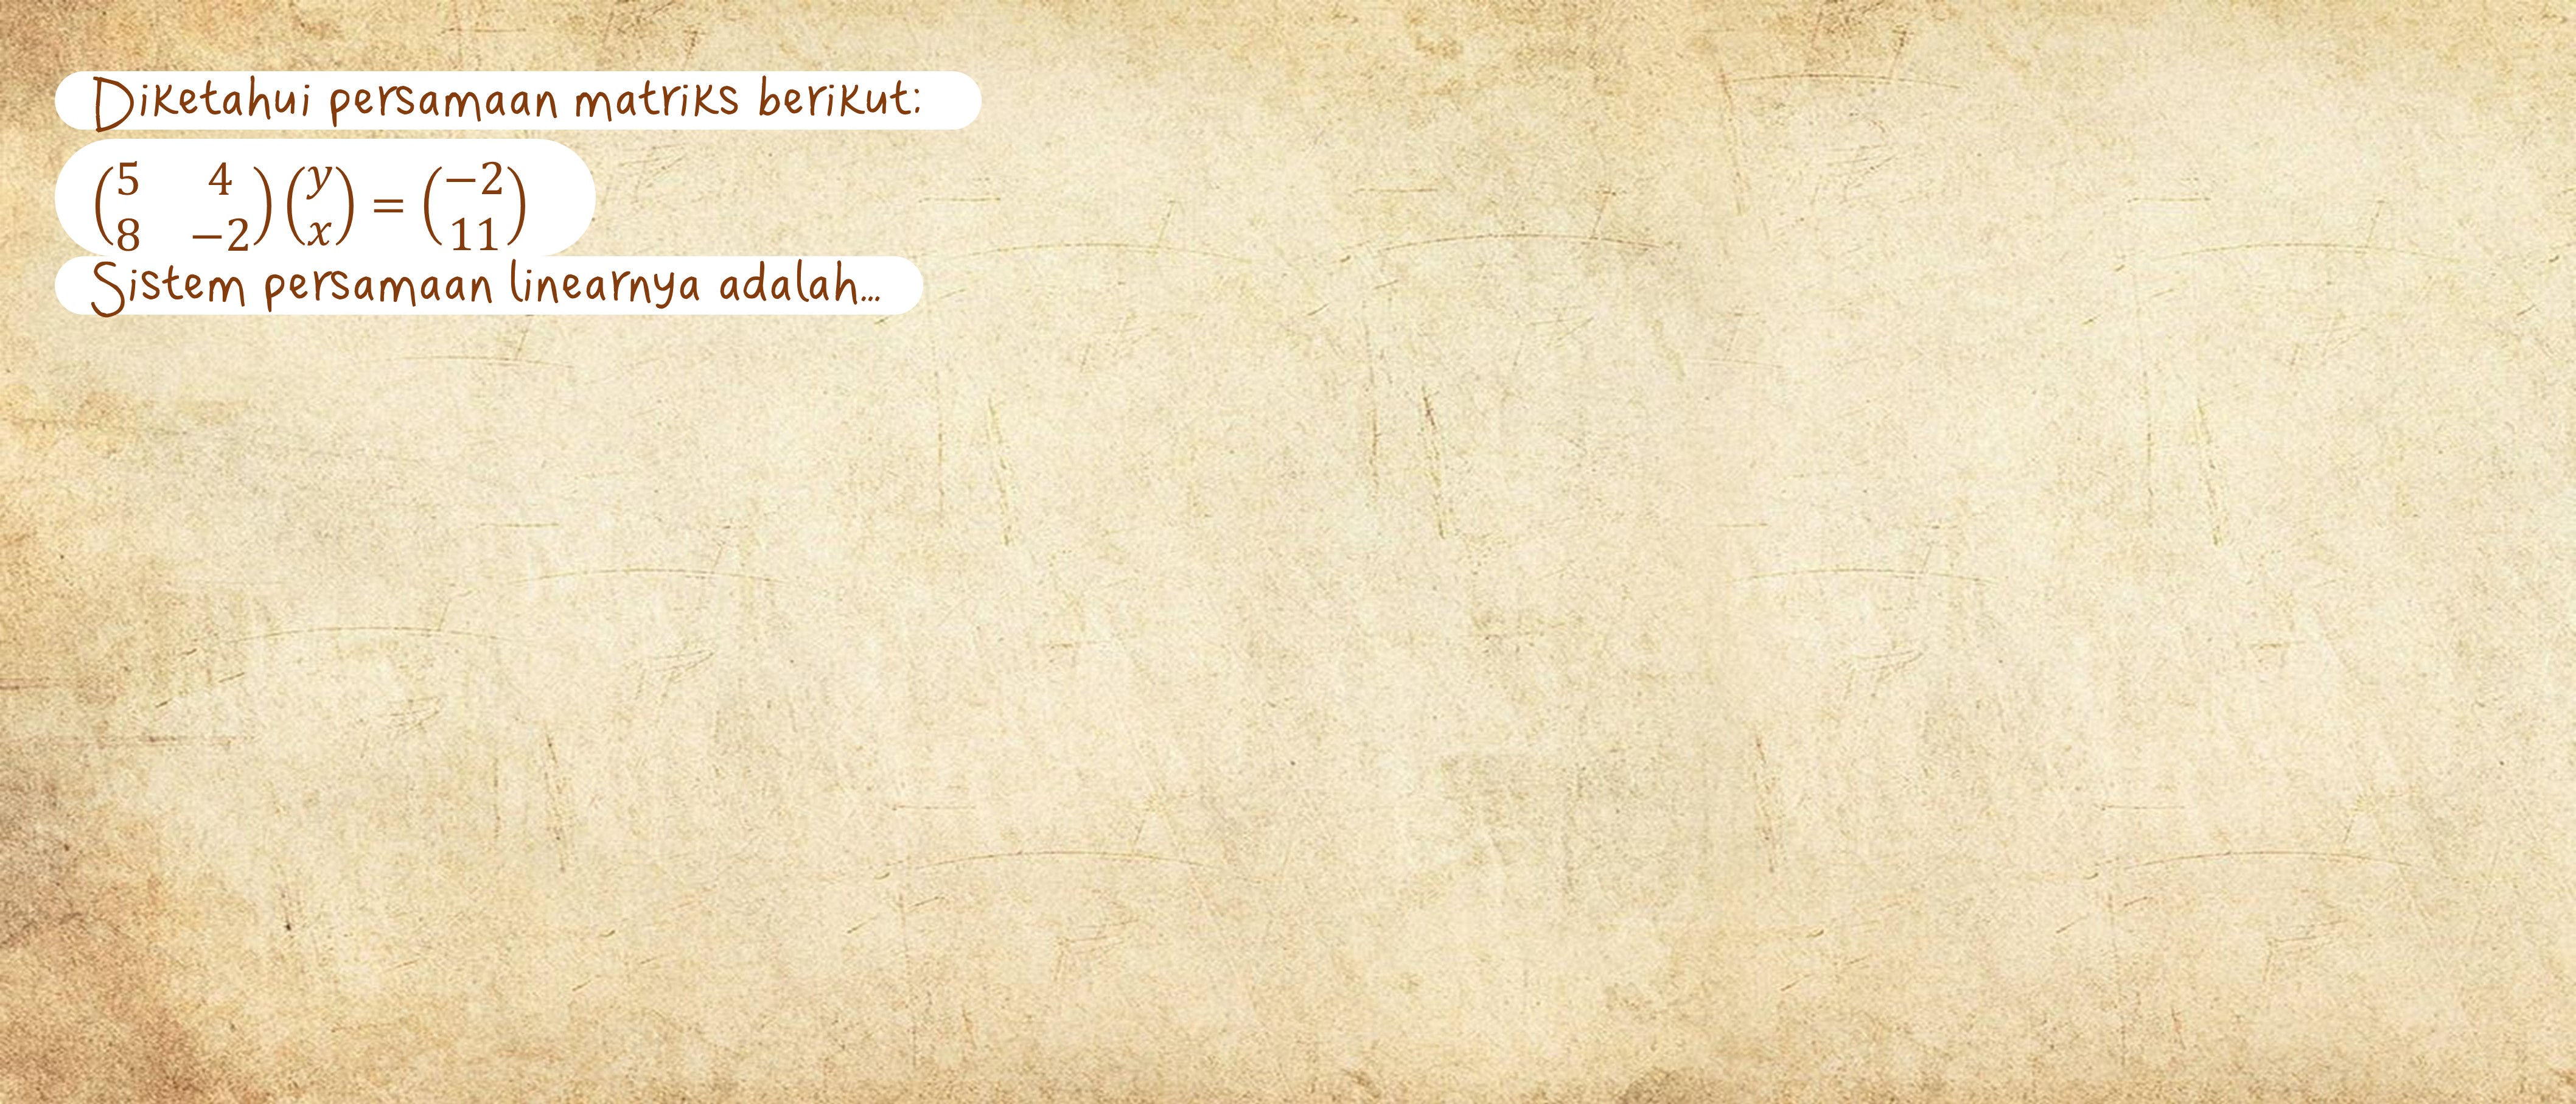 Diketahui persamaan matriks berikut:
(5 4
8 −2)(y
x) = (−2
11)
Sistem persamaan linearnya adalah...